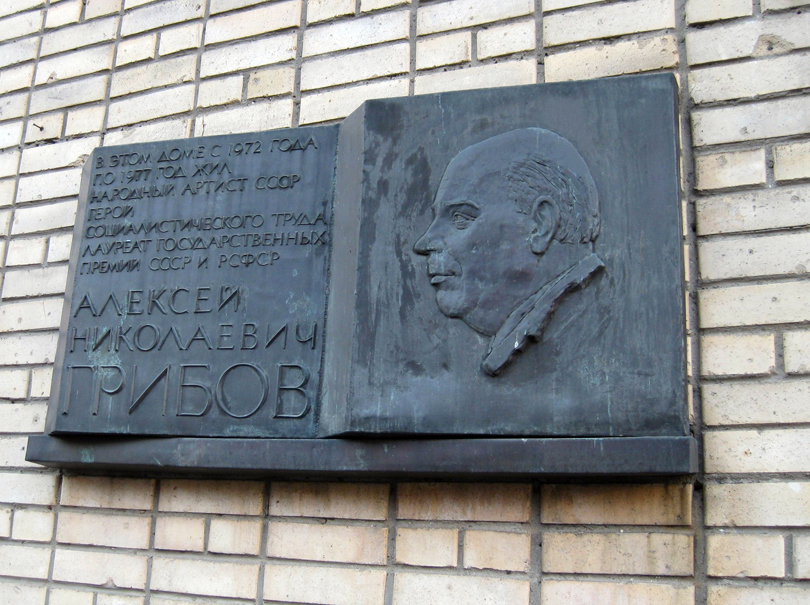 В ЭТОМ ДОМЕ С 1972 ГОДА
ПО 1977 ГОД ЖИЛ
НАРОДНЫЙ АРТИСТ СССР
ГЕРОЙ
СОЦИАЛИСТИЧЕСКОГО ТРУДА
ЛАУРЕАТ ГОСУДАРСТВЕННЫХ
ПРЕМИЙ СССР И РСФСР
АЛЕКСЕЙ
НИКОЛАЕВИЧ
ГРИБОВ